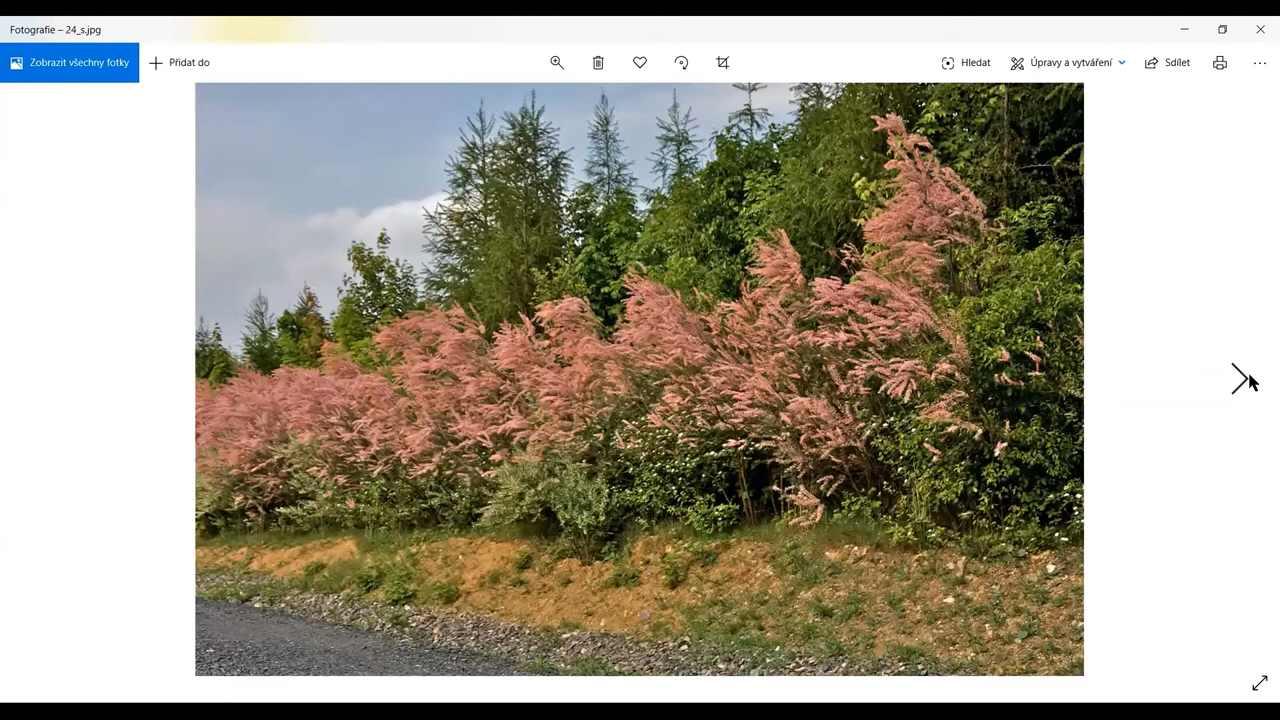 Fotografie – 24_s.jpg
Zobrazit všechny fotky
Přidat do
Hledat
Úpravy a vytváření
Sdílet